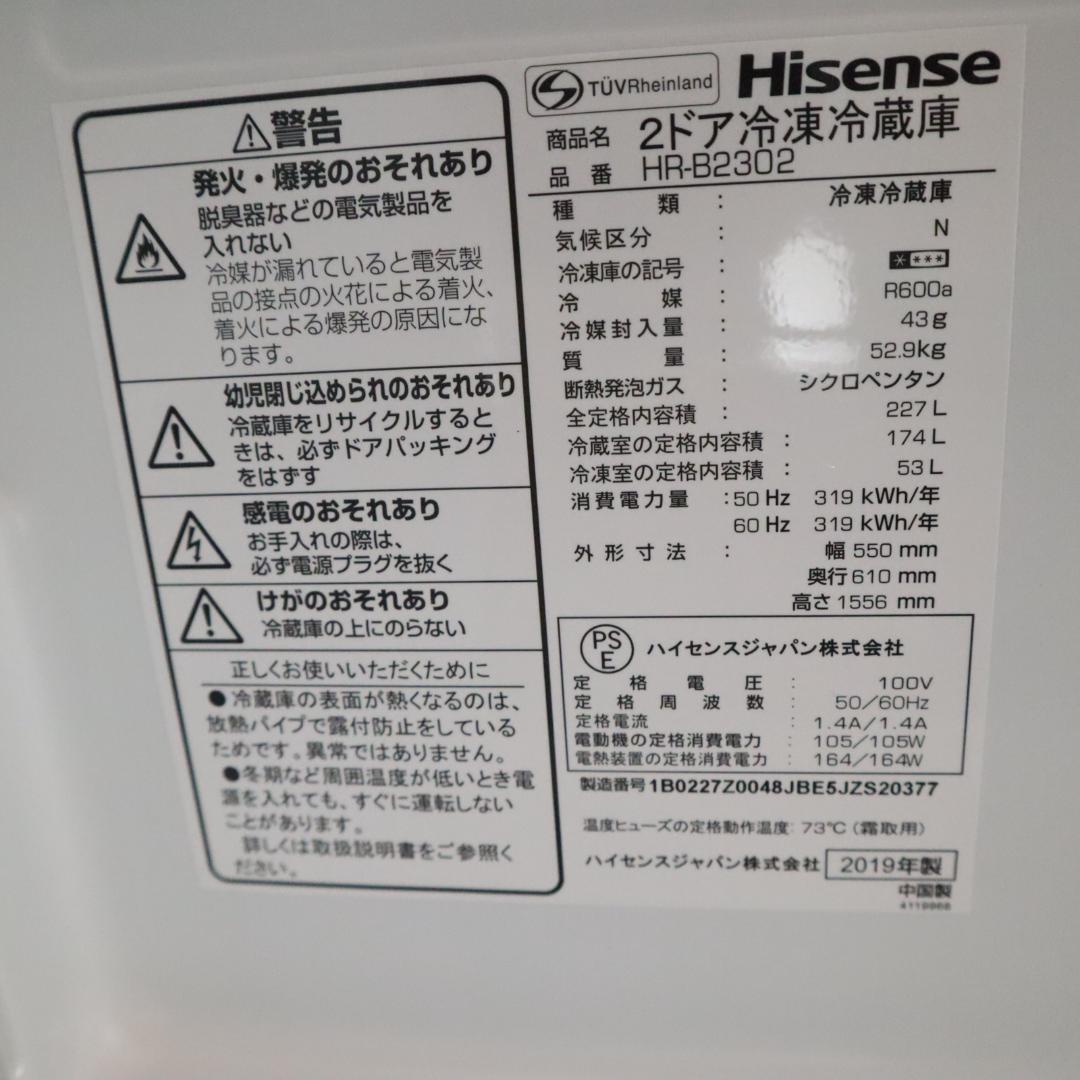 警告
発火・爆発のおそれあり
脱臭器などの電気製品を
入れない
冷媒が漏れていると電気製
品の接点の火花による着火、
着火による爆発の原因にな
ります。
幼児閉じ込められのおそれあり
冷蔵庫をリサイクルすると
きは、必ずドアパッキング
をはずす
感電のおそれあり
お手入れの際は、
必ず電源プラグを抜く
けがのおそれあり
冷蔵庫の上にのらない
正しくお使いいただくために
●冷蔵庫の表面が熱くなるのは、
放熱パイプで露付防止をしている
ためです。異常ではありません。
●冬期など周囲温度が低いとき電
源を入れても、すぐに運転しない
ことがあります。
詳しくは取扱説明書をご参照く
ださい。
TÜVRheinland
Hisense
商品名 2ドア冷凍冷蔵庫
品番 HR-B2302
種類 : 冷凍冷蔵庫
気候区分 : N
冷凍庫の記号 : * ***
冷媒 : R600a
冷媒封入量 : 43g
質量 : 52.9kg
断熱発泡ガス : シクロペンタン
全定格内容積 : 227L
冷蔵室の定格内容積 : 174L
冷凍室の定格内容積 : 53L
消費電力量 :50Hz 319 kWh/年
60Hz 319 kWh/年
外形寸法 : 幅 550 mm
奥行 610 mm
高さ 1556 mm
PSE ハイセンスジャパン株式会社
定格電圧 : 100V
定格周波数 : 50/60Hz
定格電流 : 1.4A/1.4A
電動機の定格消費電力 : 105/105W
電熱装置の定格消費電力 : 164/164W
製造番号 1B0227Z0048JBE5JZS20377
温度ヒューズの定格動作温度: 73℃(霜取用)
ハイセンスジャパン株式会社 2019年製
中国製